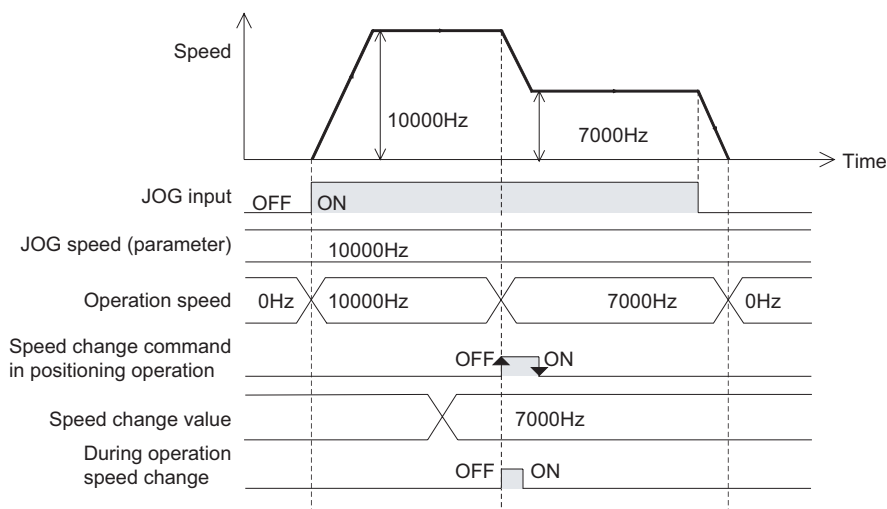 Speed
10000Hz
7000Hz
Time
JOG input
OFF
ON
JOG speed (parameter)
10000Hz
Operation speed
0Hz
10000Hz
7000Hz
0Hz
Speed change command
in positioning operation
OFF
ON
Speed change value
7000Hz
During operation
speed change
OFF
ON